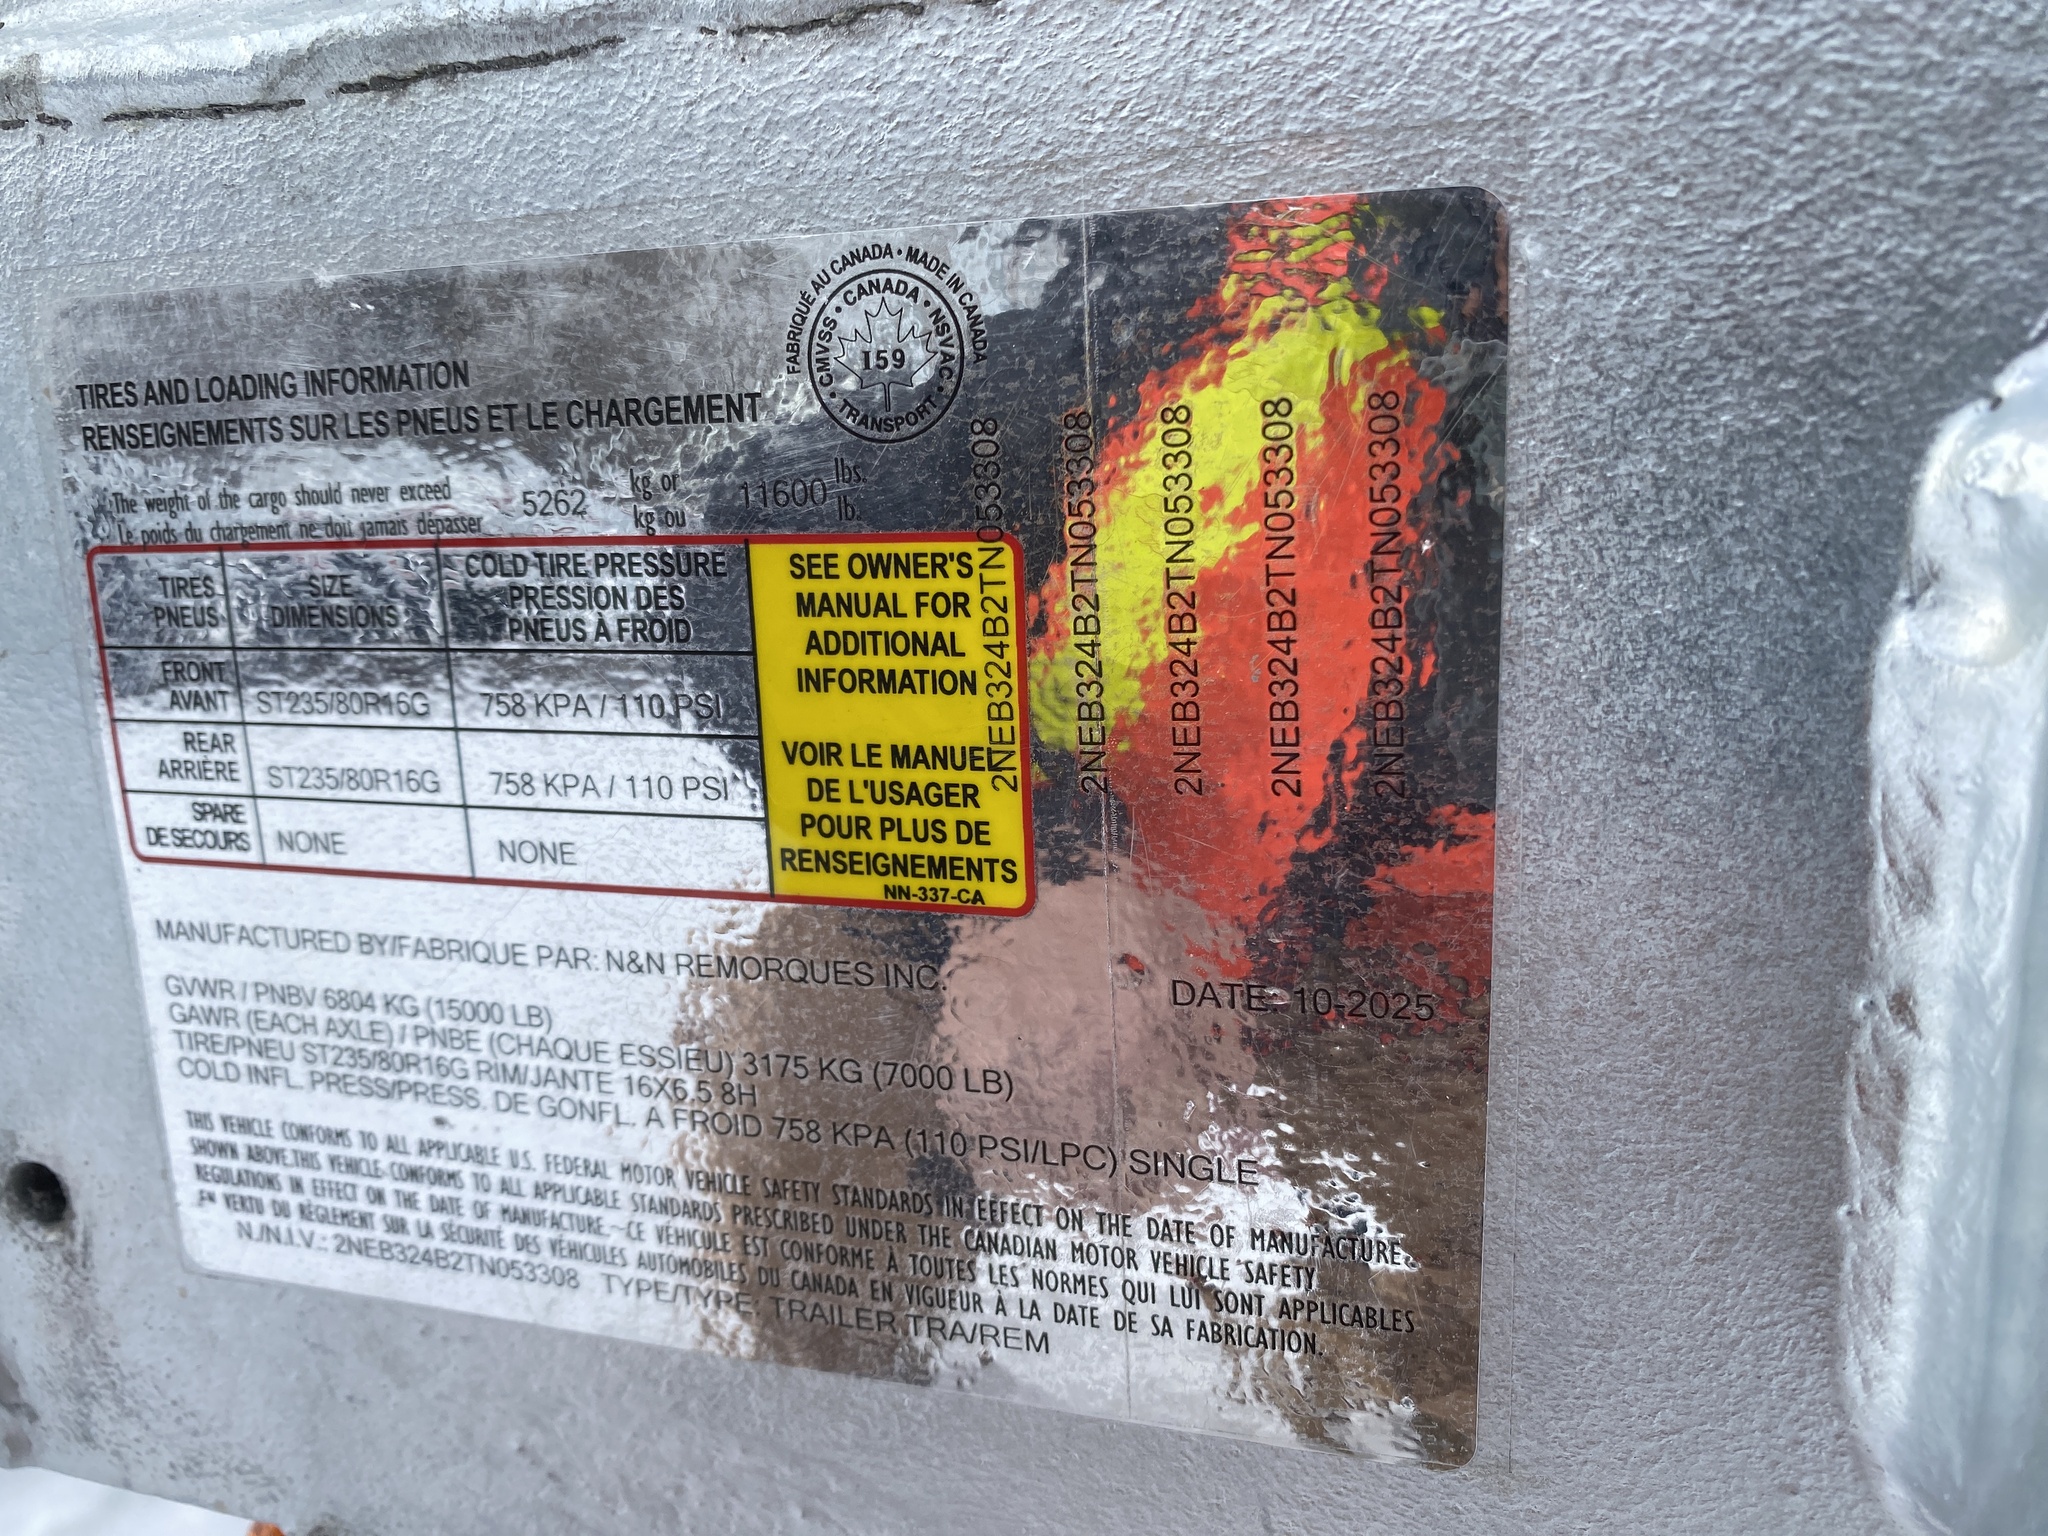 FABRIQUÉ AU CANADA • MADE IN CANADA
CMVSS • CANADA • NSVAC • TRANSPORT •
159
TIRES AND LOADING INFORMATION
RENSEIGNEMENTS SUR LES PNEUS ET LE CHARGEMENT
The weight of the cargo should never exceed 5262 kg or 11600 lbs.
Le poids du chargement ne dou jamais dépasser kg ou lb.
TIRES
PNEUS
SIZE
DIMENSIONS
COLD TIRE PRESSURE
PRESSION DES
PNEUS À FROID
FRONT
AVANT ST235/80R16G 758 KPA / 110 PSI
REAR
ARRIÈRE ST235/80R16G 758 KPA / 110 PSI
SPARE
DE SECOURS NONE NONE
SEE OWNER'S
MANUAL FOR
ADDITIONAL
INFORMATION
VOIR LE MANUEL
DE L'USAGER
POUR PLUS DE
RENSEIGNEMENTS
NN-337-CA
2NEB324B2TN053308
2NEB324B2TN053308
2NEB324B2TN053308
2NEB324B2TN053308
2NEB324B2TN053308
MANUFACTURED BY/FABRIQUE PAR: N&N REMORQUES INC. DATE: 10-2025
GVWR / PNBV 6804 KG (15000 LB)
GAWR (EACH AXLE) / PNBE (CHAQUE ESSIEU) 3175 KG (7000 LB)
TIRE/PNEU ST235/80R16G RIM/JANTE 16X6.5 8H
COLD INFL. PRESS/PRESS. DE GONFL. A FROID 758 KPA (110 PSI/LPC) SINGLE
THIS VEHICLE CONFORMS TO ALL APPLICABLE U.S. FEDERAL MOTOR VEHICLE SAFETY STANDARDS IN EFFECT ON THE DATE OF MANUFACTURE
SHOWN ABOVE.THIS VEHICLE CONFORMS TO ALL APPLICABLE STANDARDS PRESCRIBED UNDER THE CANADIAN MOTOR VEHICLE SAFETY
REGULATIONS IN EFFECT ON THE DATE OF MANUFACTURE.-CE VÉHICULE EST CONFORME À TOUTES LES NORMES QUI LUI SONT APPLICABLES
EN VERTU DU RÈGLEMENT SUR LA SÉCURITÉ DES VÉHICULES AUTOMOBILES DU CANADA EN VIGUEUR À LA DATE DE SA FABRICATION.
N./N.I.V.: 2NEB324B2TN053308 TYPE/TYPE: TRAILER TRA/REM